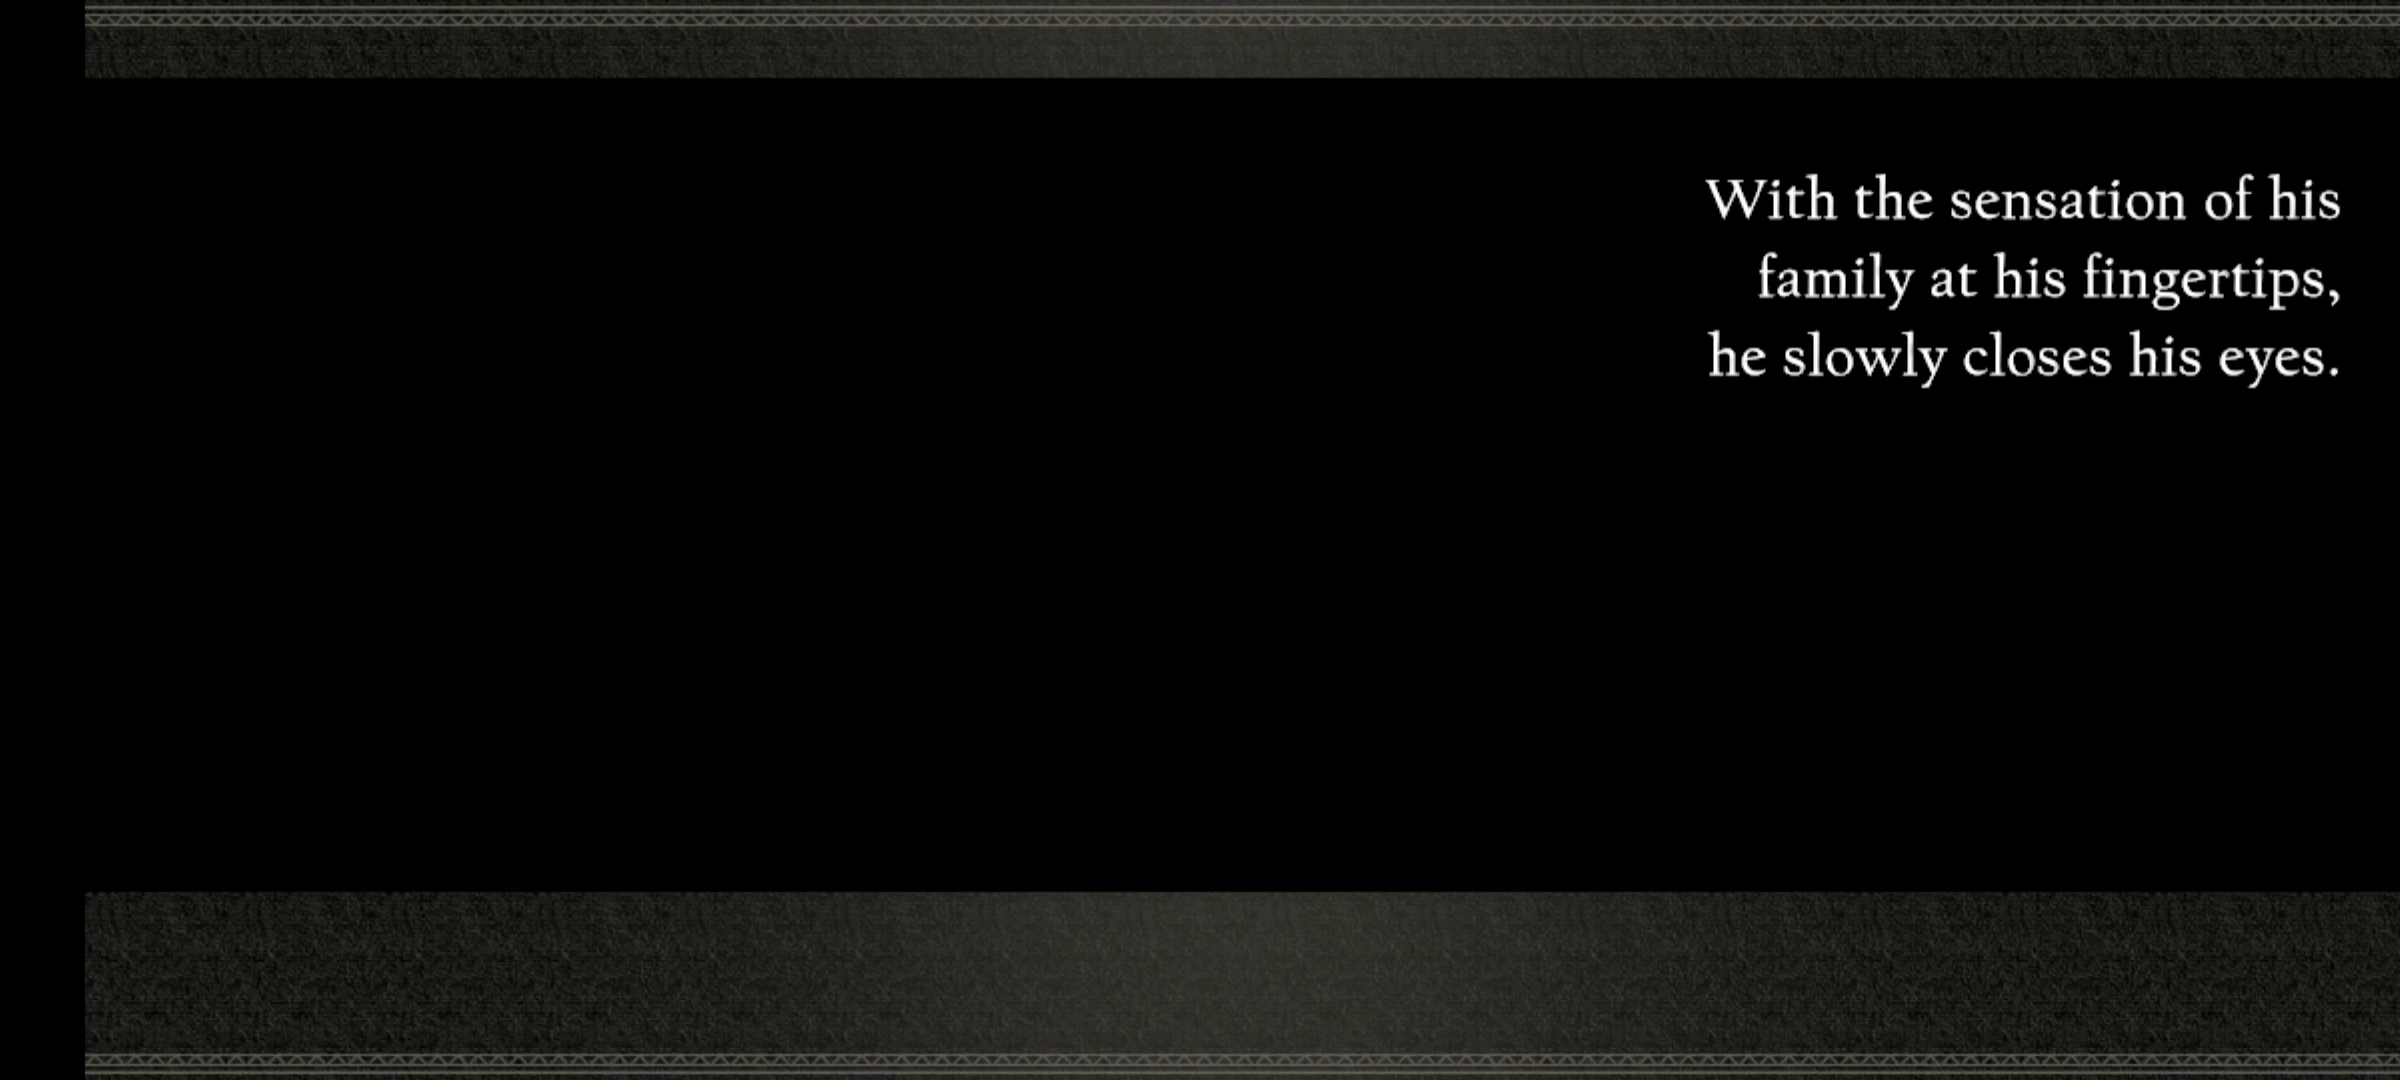 With the sensation of his
family at his fingertips,
he slowly closes his eyes.